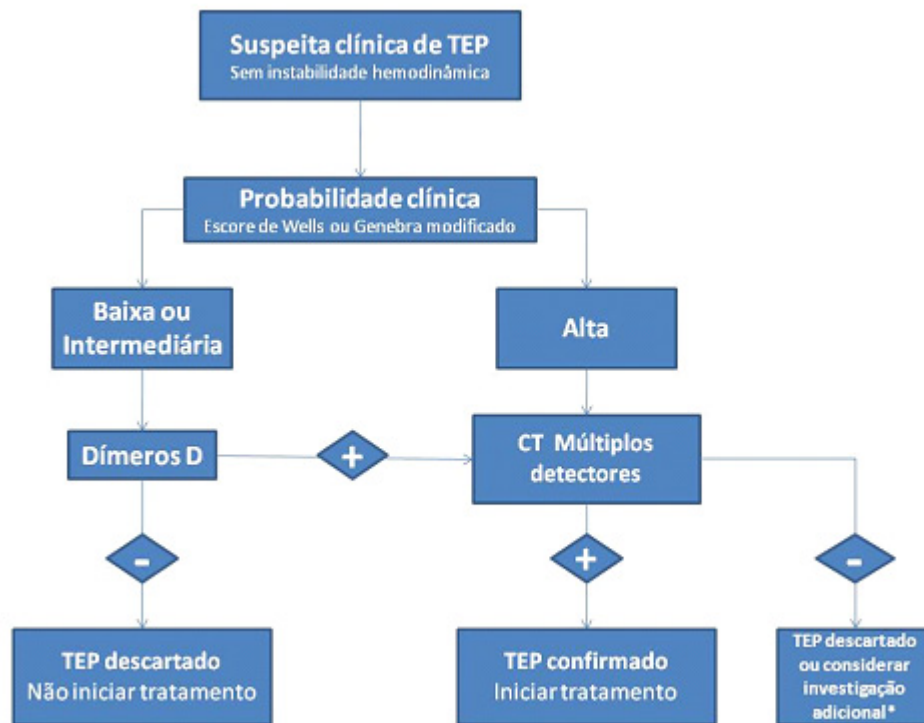 Suspeita clínica de TEP
Sem instabilidade hemodinâmica
Probabilidade clínica
Escore de Wells ou Genebra modificado
Baixa ou
Intermediária
Alta
Dímeros D
+
CT Múltiplos
detectores
-
+
-
TEP descartado
Não iniciar tratamento
TEP confirmado
Iniciar tratamento
TEP descartado
ou considerar
investigação
adicional*